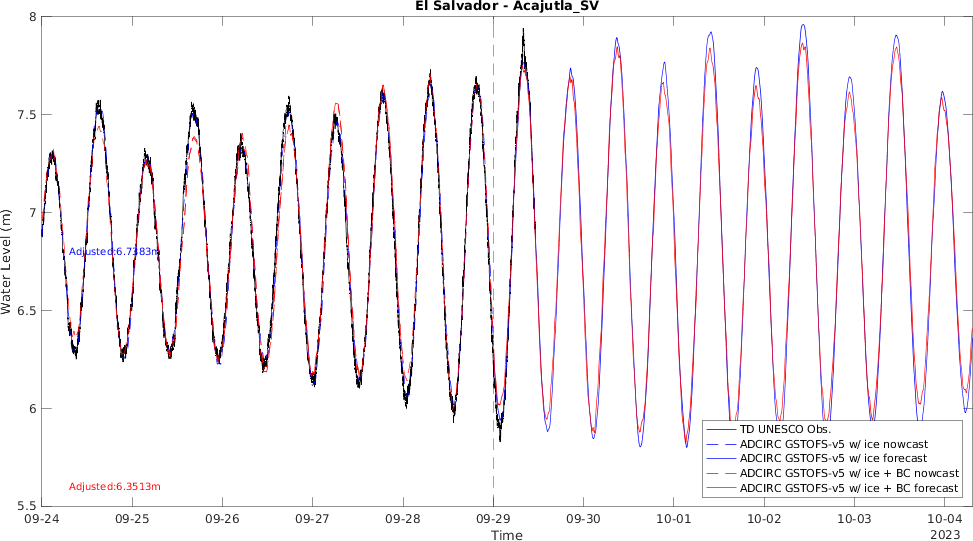 El Salvador - Acajutla_SV
8
7.5
7
6.5
6
5.5
Water Level (m)
Adjusted:6.7383m
Adjusted:6.3513m
TD UNESCO Obs.
ADCIRC GSTOFS-v5 w/ ice nowcast
ADCIRC GSTOFS-v5 w/ ice forecast
ADCIRC GSTOFS-v5 w/ ice + BC nowcast
ADCIRC GSTOFS-v5 w/ ice + BC forecast
09-24 09-25 09-26 09-27 09-28 09-29 09-30 10-01 10-02 10-03 10-04
Time
2023